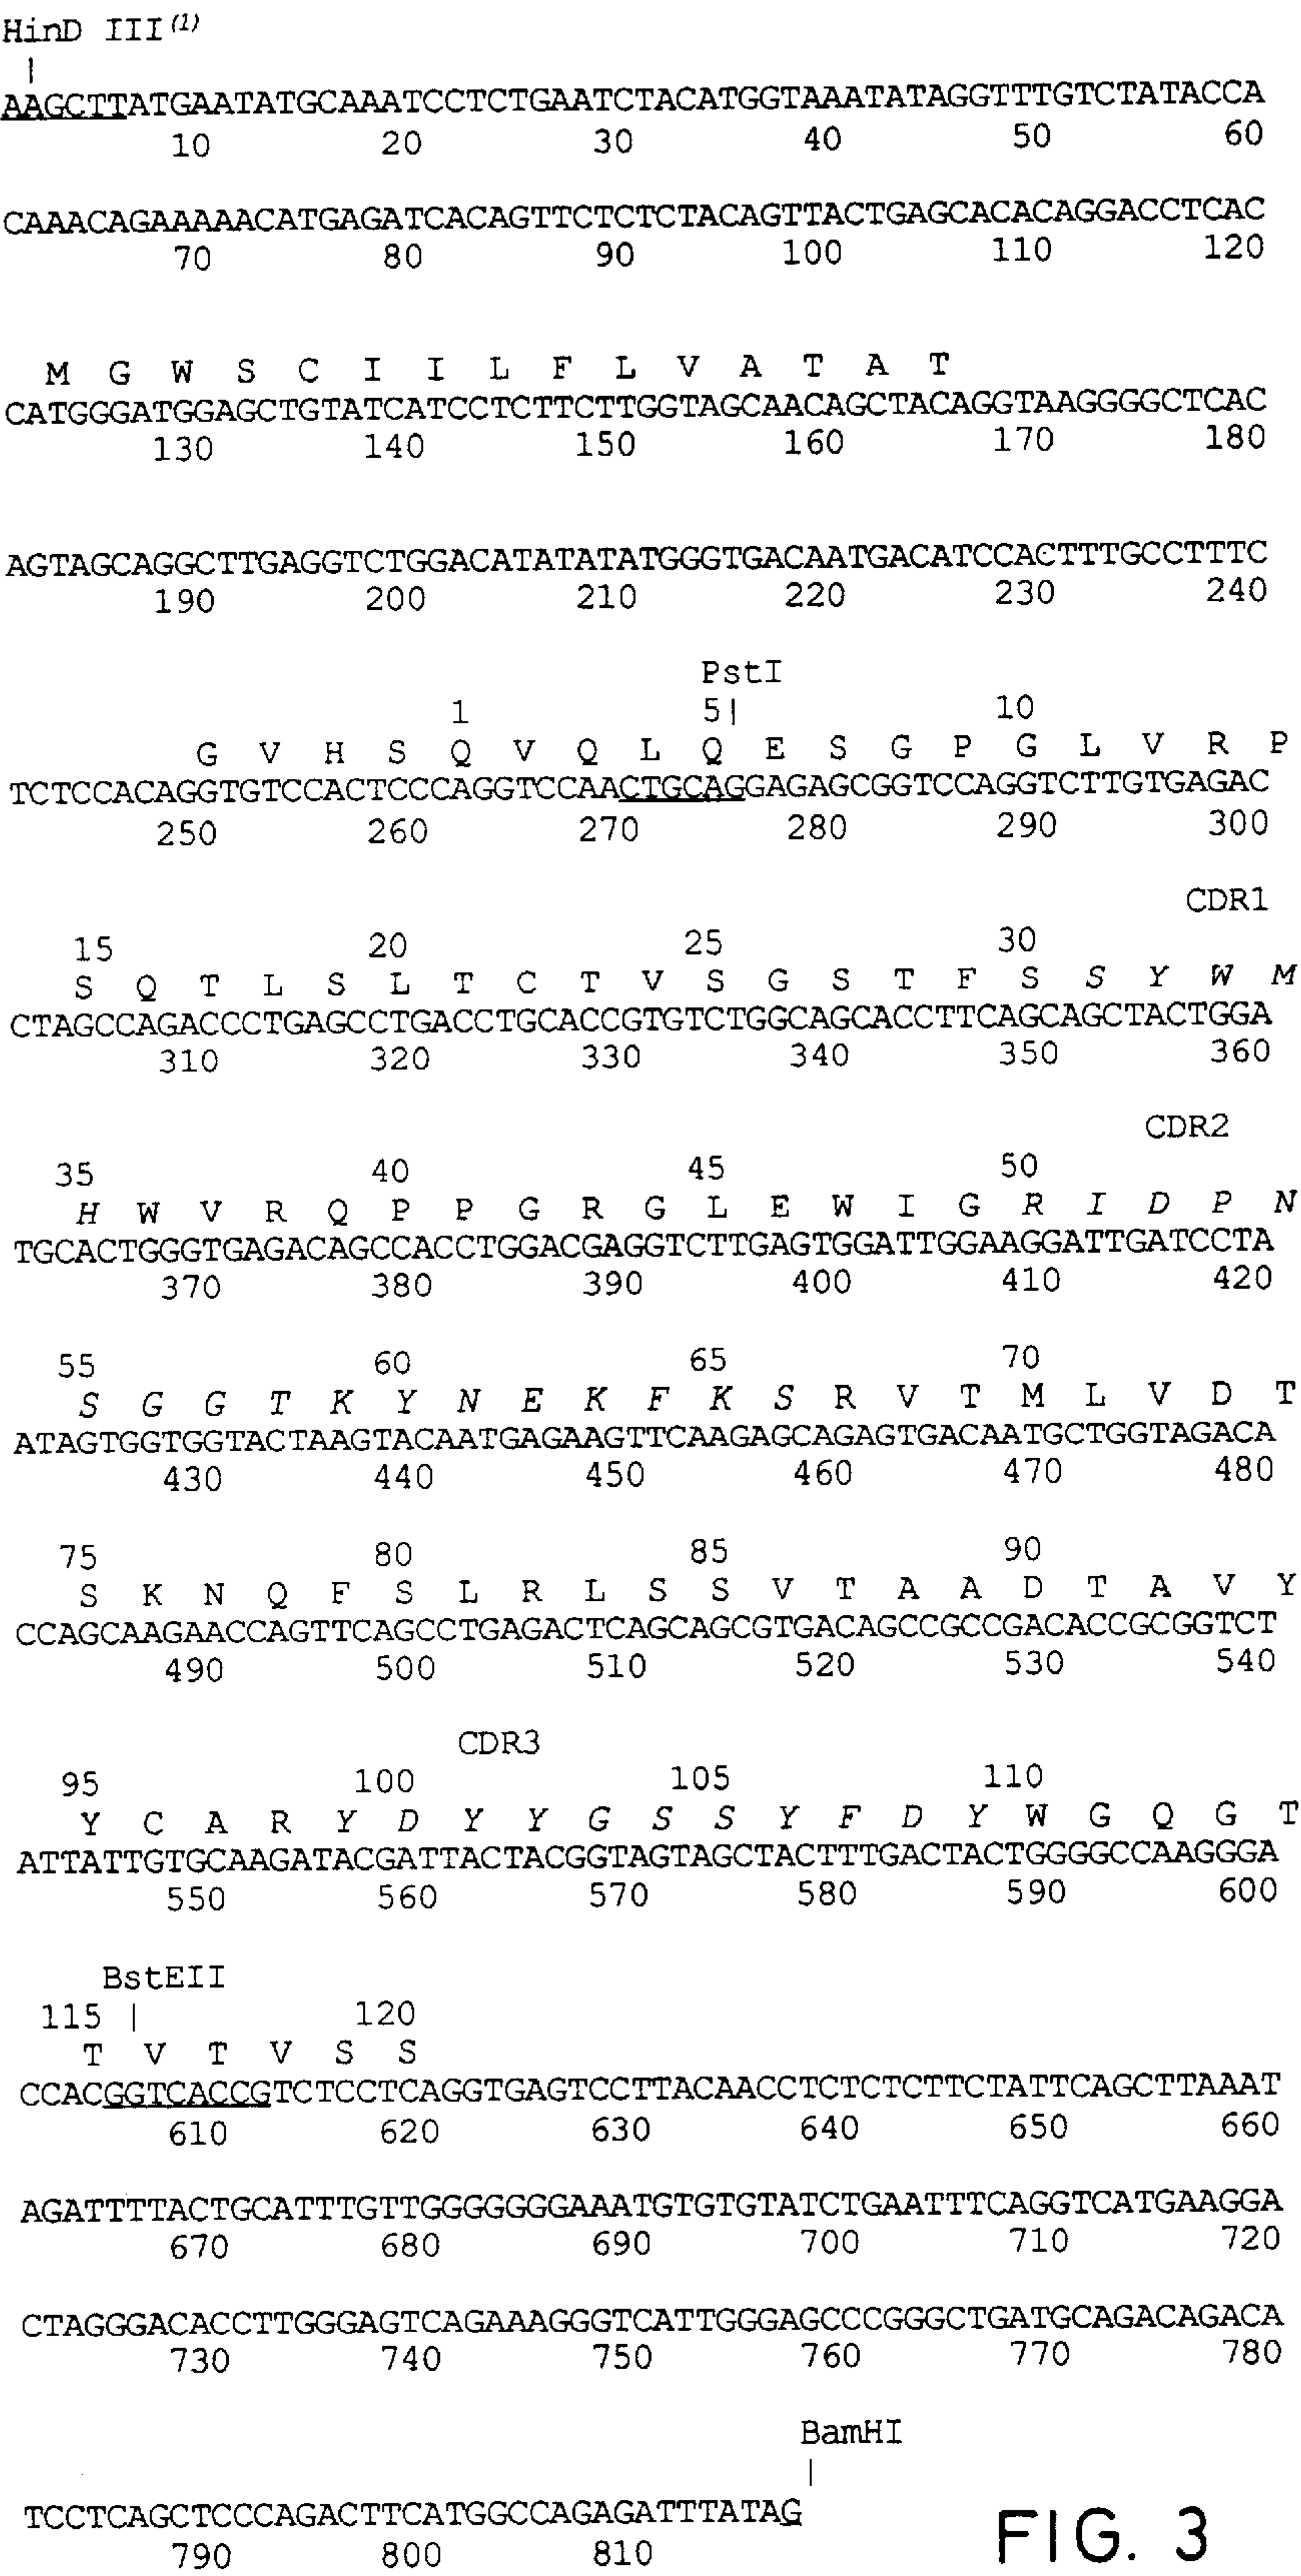 HinD III(1)
|
AAGCTTATGAATATGCAAATCCTCTGAATCTACATGGTAAATATAGGTTTGTCTATACCA
10 20 30 40 50 60
CAAACAGAAAAACATGAGATCACAGTTCTCTCTACAGTTACTGAGCACACAGGACCTCAC
70 80 90 100 110 120
M G W S C I I L F L V A T A T
CATGGGATGGAGCTGTATCATCCTCTTCTTGGTAGCAACAGCTACAGGTAAGGGGCTCAC
130 140 150 160 170 180
AGTAGCAGGCTTGAGGTCTGGACATATATATGGGTGACAATGACATCCACTTTGCCTTTC
190 200 210 220 230 240
PstI
1 5| 10
G V H S Q V Q L Q E S G P G L V R P
TCTCCACAGGTGTCCACTCCCAGGTCCAACTGCAGGAGAGCGGTCCAGGTCTTGTGAGAC
250 260 270 280 290 300
CDR1
15 20 25 30
S Q T L S L T C T V S G S T F S S Y W M
CTAGCCAGACCCTGAGCCTGACCTGCACCGTGTCTGGCAGCACCTTCAGCAGCTACTGGA
310 320 330 340 350 360
CDR2
35 40 45 50
H W V R Q P P G R G L E W I G R I D P N
TGCACTGGGTGAGACAGCCACCTGGACGAGGTCTTGAGTGGATTGGAAGGATTGATCCTA
370 380 390 400 410 420
55 60 65 70
S G G T K Y N E K F K S R V T M L V D T
ATAGTGGTGGTACTAAGTACAATGAGAAGTTCAAGAGCAGAGTGACAATGCTGGTAGACA
430 440 450 460 470 480
75 80 85 90
S K N Q F S L R L S S V T A A D T A V Y
CCAGCAAGAACCAGTTCAGCCTGAGACTCAGCAGCGTGACAGCCGCCGACACCGCGGTCT
490 500 510 520 530 540
CDR3
95 100 105 110
Y C A R Y D Y Y G S S Y F D Y W G Q G T
ATTATTGTGCAAGATACGATTACTACGGTAGTAGCTACTTTGACTACTGGGGCCAAGGGA
550 560 570 580 590 600
BstEII
115 | 120
T V T V S S
CCACGGTCACCGTCTCCTCAGGTGAGTCCTTACAACCTCTCTCTTCTATTCAGCTTAAAT
610 620 630 640 650 660
AGATTTTACTGCATTTGTTGGGGGGGAAATGTGTGTATCTGAATTTCAGGTCATGAAGGA
670 680 690 700 710 720
CTAGGGACACCTTGGGAGTCAGAAAGGGTCATTGGGAGCCCGGGCTGATGCAGACAGACA
730 740 750 760 770 780
BamHI
|
TCCTCAGCTCCCAGACTTCATGGCCAGAGATTTATAG
790 800 810
FIG. 3